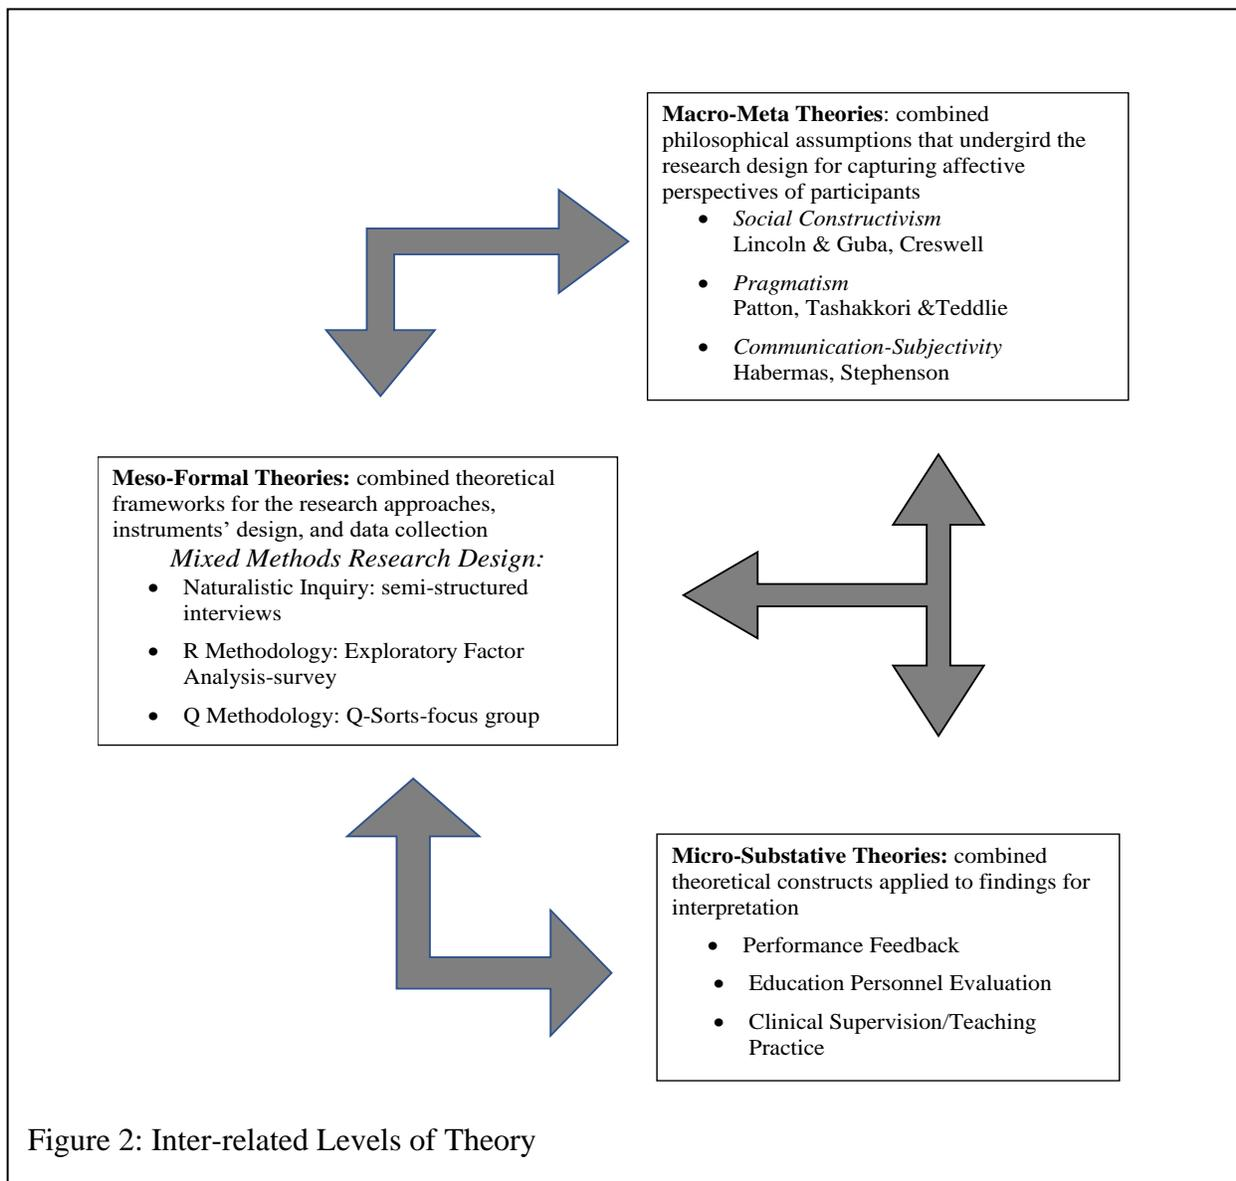 Macro-Meta Theories: combined
philosophical assumptions that undergird the
research design for capturing affective
perspectives of participants
• Social Constructivism
Lincoln & Guba, Creswell
• Pragmatism
Patton, Tashakkori &Teddlie
• Communication-Subjectivity
Habermas, Stephenson
Meso-Formal Theories: combined theoretical
frameworks for the research approaches,
instruments’ design, and data collection
Mixed Methods Research Design:
• Naturalistic Inquiry: semi-structured
interviews
• R Methodology: Exploratory Factor
Analysis-survey
• Q Methodology: Q-Sorts-focus group
Micro-Substative Theories: combined
theoretical constructs applied to findings for
interpretation
• Performance Feedback
• Education Personnel Evaluation
• Clinical Supervision/Teaching
Practice
Figure 2: Inter-related Levels of Theory